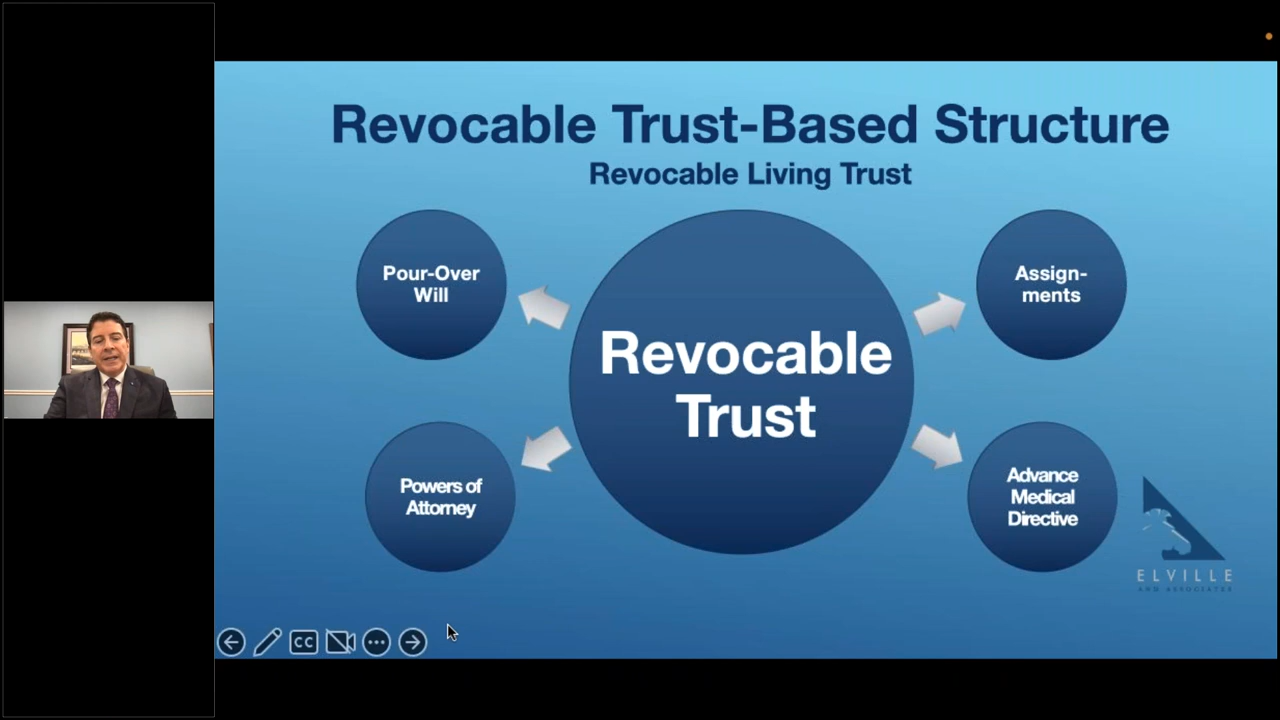 Revocable Trust-Based Structure
Revocable Living Trust
Pour-Over
Will
Assign-
ments
Revocable
Trust
Powers of
Attorney
Advance
Medical
Directive
ELVILLE
AND ASSOCIATES
CC